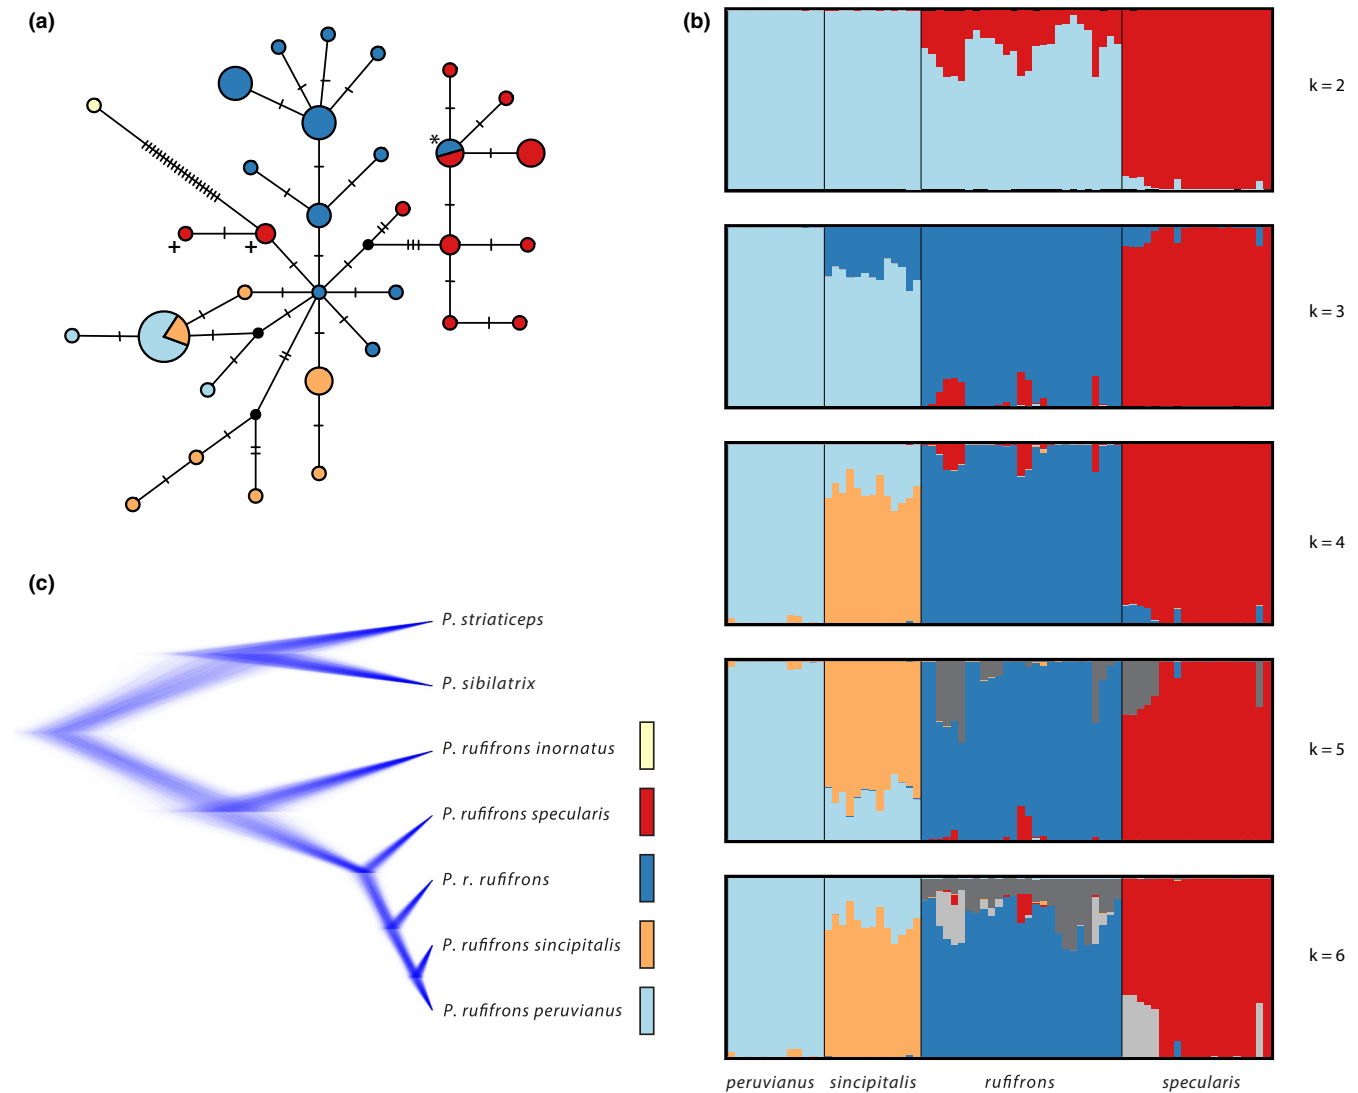 (a)
*
+ +
(b)
k = 2
k = 3
k = 4
k = 5
k = 6
peruvianus sincipitalis rufifrons specularis
(c)
P. striaticeps
P. sibilatrix
P. rufifrons inornatus
P. rufifrons specularis
P. r. rufifrons
P. rufifrons sincipitalis
P. rufifrons peruvianus